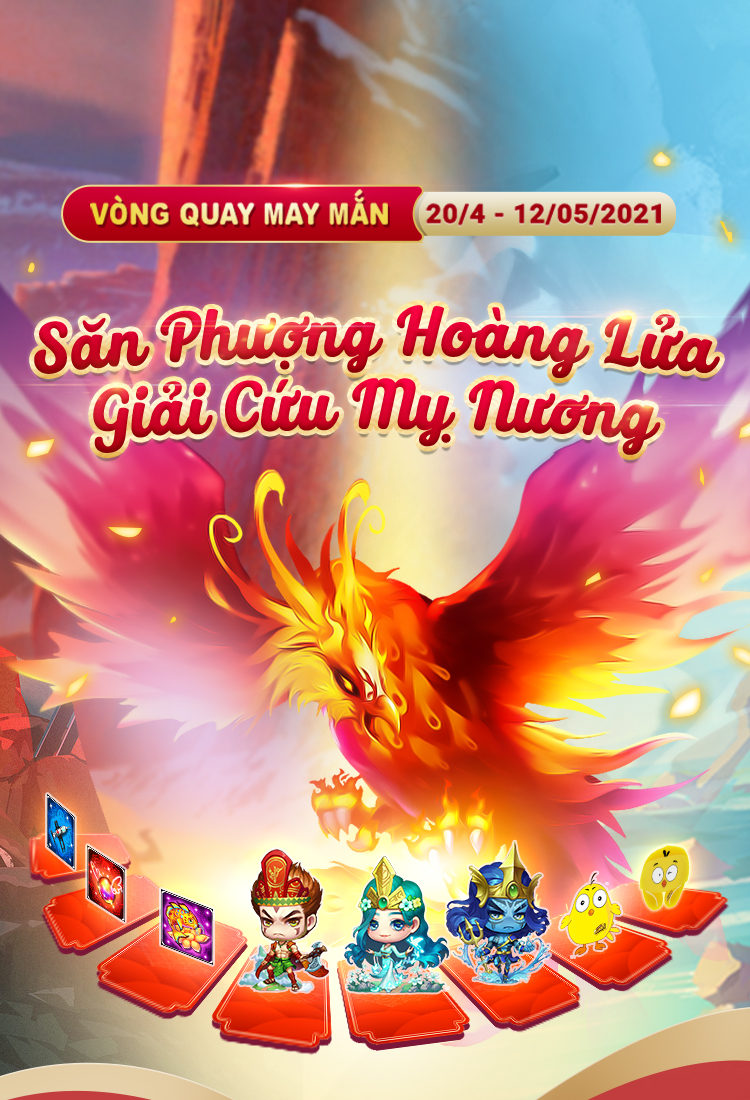 VÒNG QUAY MAY MẮN
20/4 - 12/05/2021
Săn Phượng Hoàng Lửa
Giải Cứu Mỵ Nương